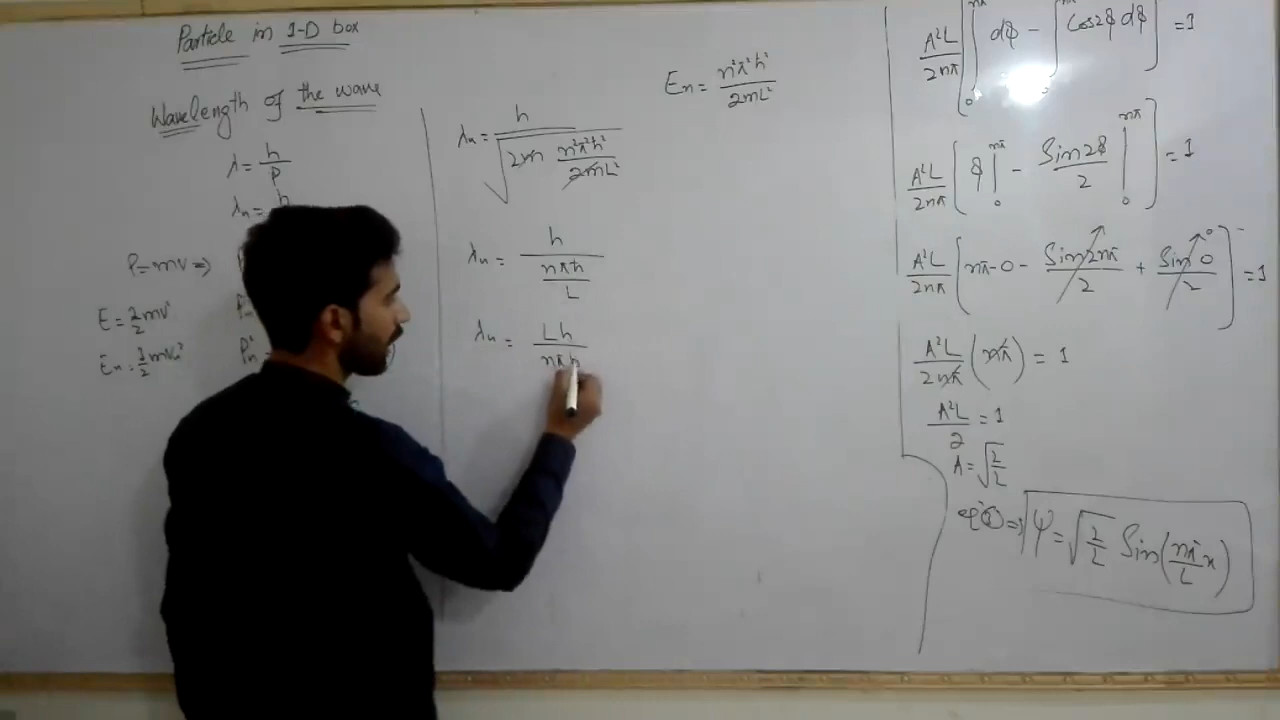 Particle in 1-D box
Wavelength of the wave
λ = h/p
λn = h
P = mv ⇒
E = 1/2 mv²
En = 1/2 mVn²
Pn²
λn = h/√(2m n²π²ħ²/2mL²)
λn = h/(nπħ/L)
λn = Lh/nπħ
En = n²π²ħ²/2mL²
A²L/2nπ [∫₀^nπ dϕ - ∫₀^nπ Cos2ϕ dϕ] = 1
A²L/2nπ [ϕ|₀^nπ - Sin2ϕ/2 |₀^nπ] = 1
A²L/2nπ [nπ-0 - Sin2nπ/2 + Sin 0/2] = 1
A²L/2nπ (nπ) = 1
A²L/2 = 1
A = √2/L
⇒ Ψ = √2/L Sin(nπ/L x)